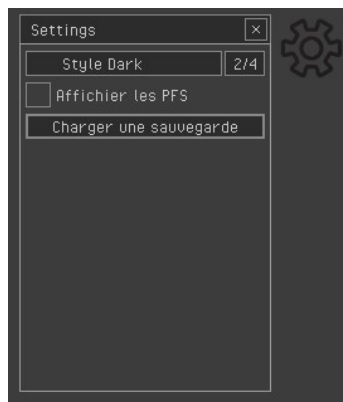 Settings ×
Style Dark 2/4
Affichier les PFS
Charger une sauvegarde